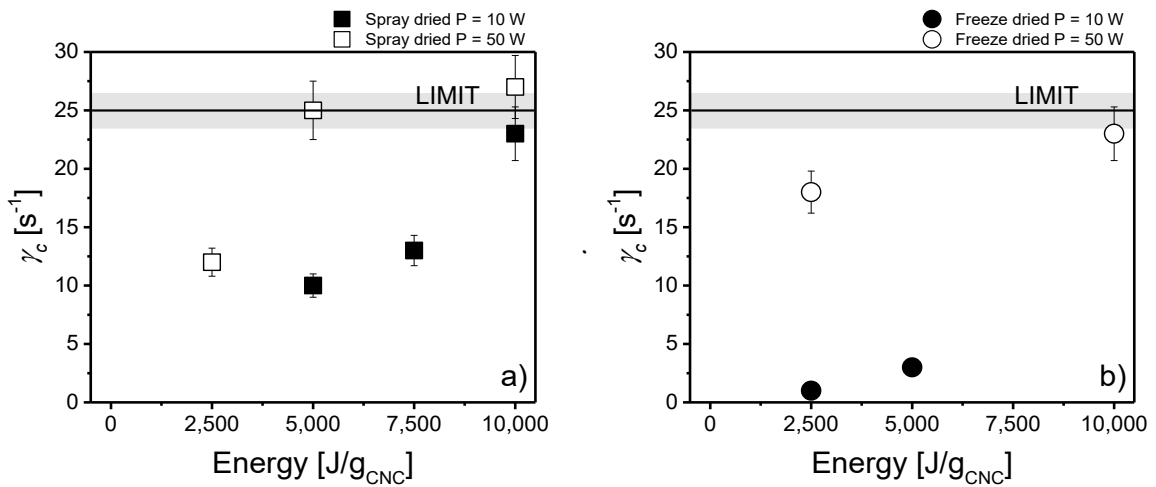 Spray dried P = 10 W
Spray dried P = 50 W
30
25
20
15
10
5
0
γc [s-1]
LIMIT
a)
0
2,500
5,000
7,500
10,000
Energy [J/gCNC]
Freeze dried P = 10 W
Freeze dried P = 50 W
30
25
20
15
10
5
0
γ̇c [s-1]
LIMIT
b)
0
2,500
5,000
7,500
10,000
Energy [J/gCNC]